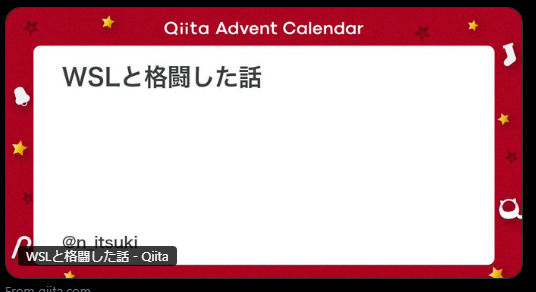 Qiita Advent Calendar
WSLと格闘した話
@n_itsuki
WSLと格闘した話 - Qiita
From qiita.com